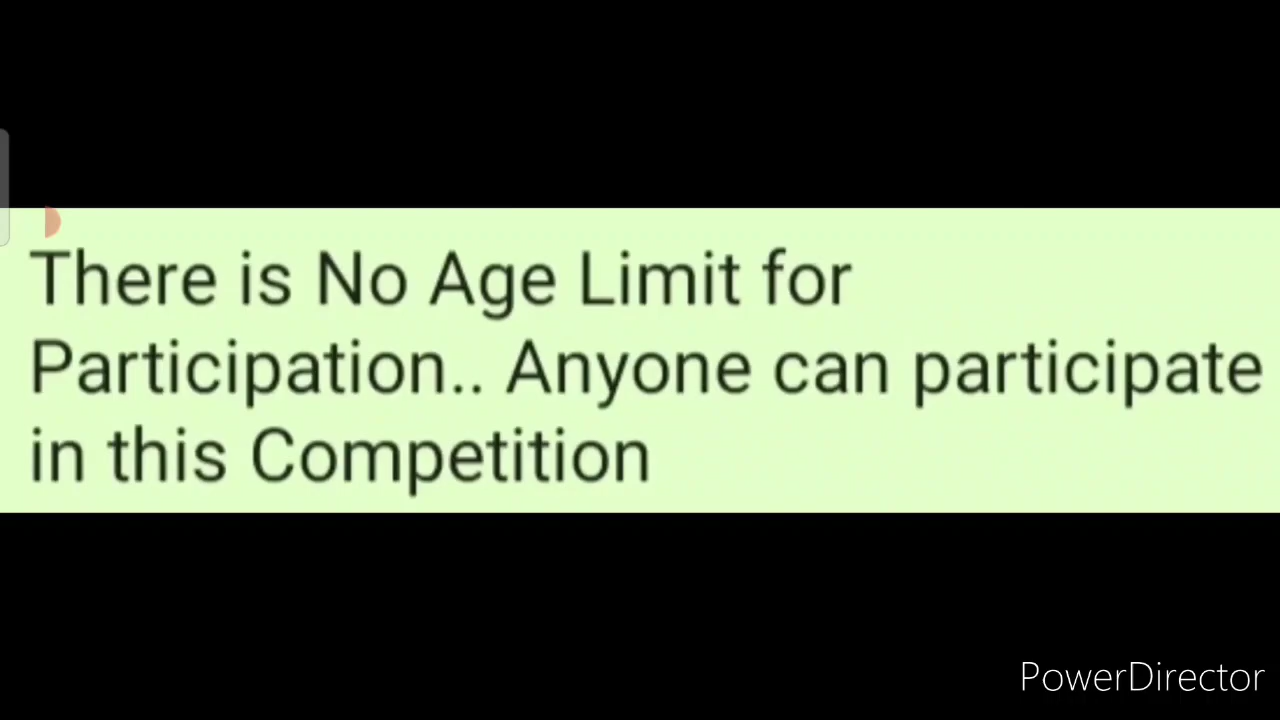 There is No Age Limit for
Participation.. Anyone can participate
in this Competition
PowerDirector